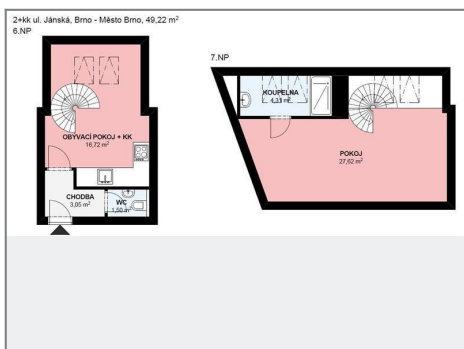 2+kk ul. Jánská, Brno - Město Brno, 49,22 m²
6.NP
OBÝVACÍ POKOJ + KK
16,72 m²
CHODBA
3,05 m²
WC
1,50 m²
7.NP
KOUPELNA
4,23 m²
POKOJ
27,62 m²